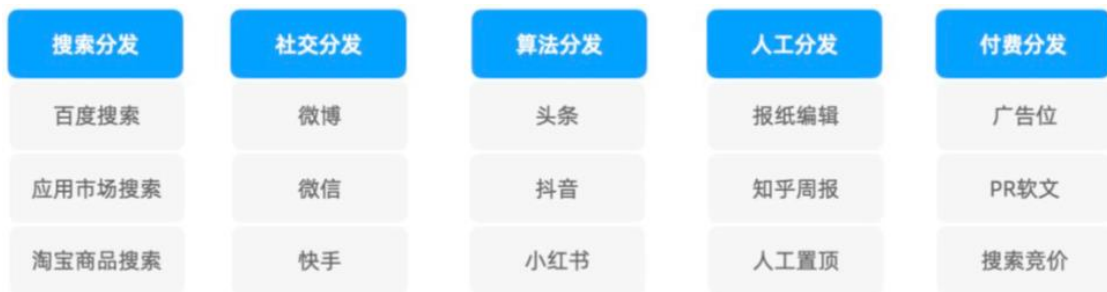 搜索分发 社交分发 算法分发 人工分发 付费分发
百度搜索 微博 头条 报纸编辑 广告位
应用市场搜索 微信 抖音 知乎周报 PR软文
淘宝商品搜索 快手 小红书 人工置顶 搜索竞价